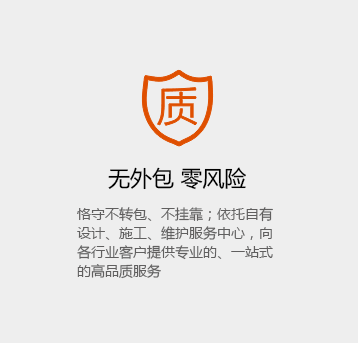 质
无外包 零风险
恪守不转包、不挂靠；依托自有
设计、施工、维护服务中心，向
各行业客户提供专业的、一站式
的高品质服务